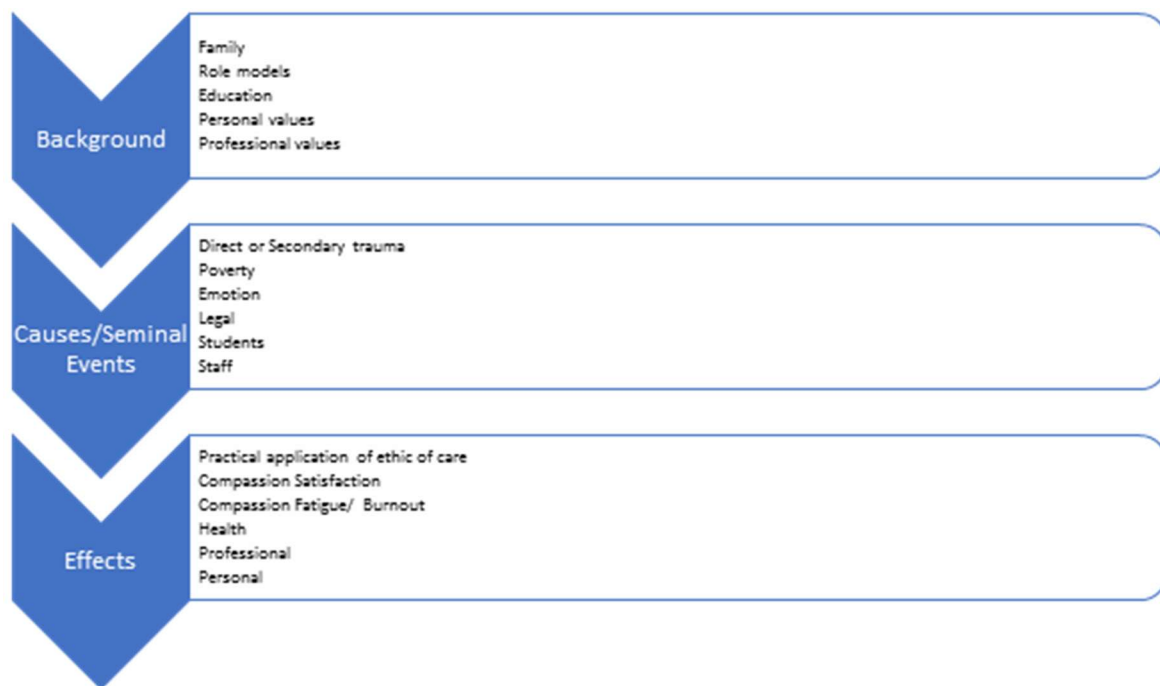 Background
Family
Role models
Education
Personal values
Professional values
Causes/Seminal
Events
Direct or Secondary trauma
Poverty
Emotion
Legal
Students
Staff
Effects
Practical application of ethic of care
Compassion Satisfaction
Compassion Fatigue/ Burnout
Health
Professional
Personal